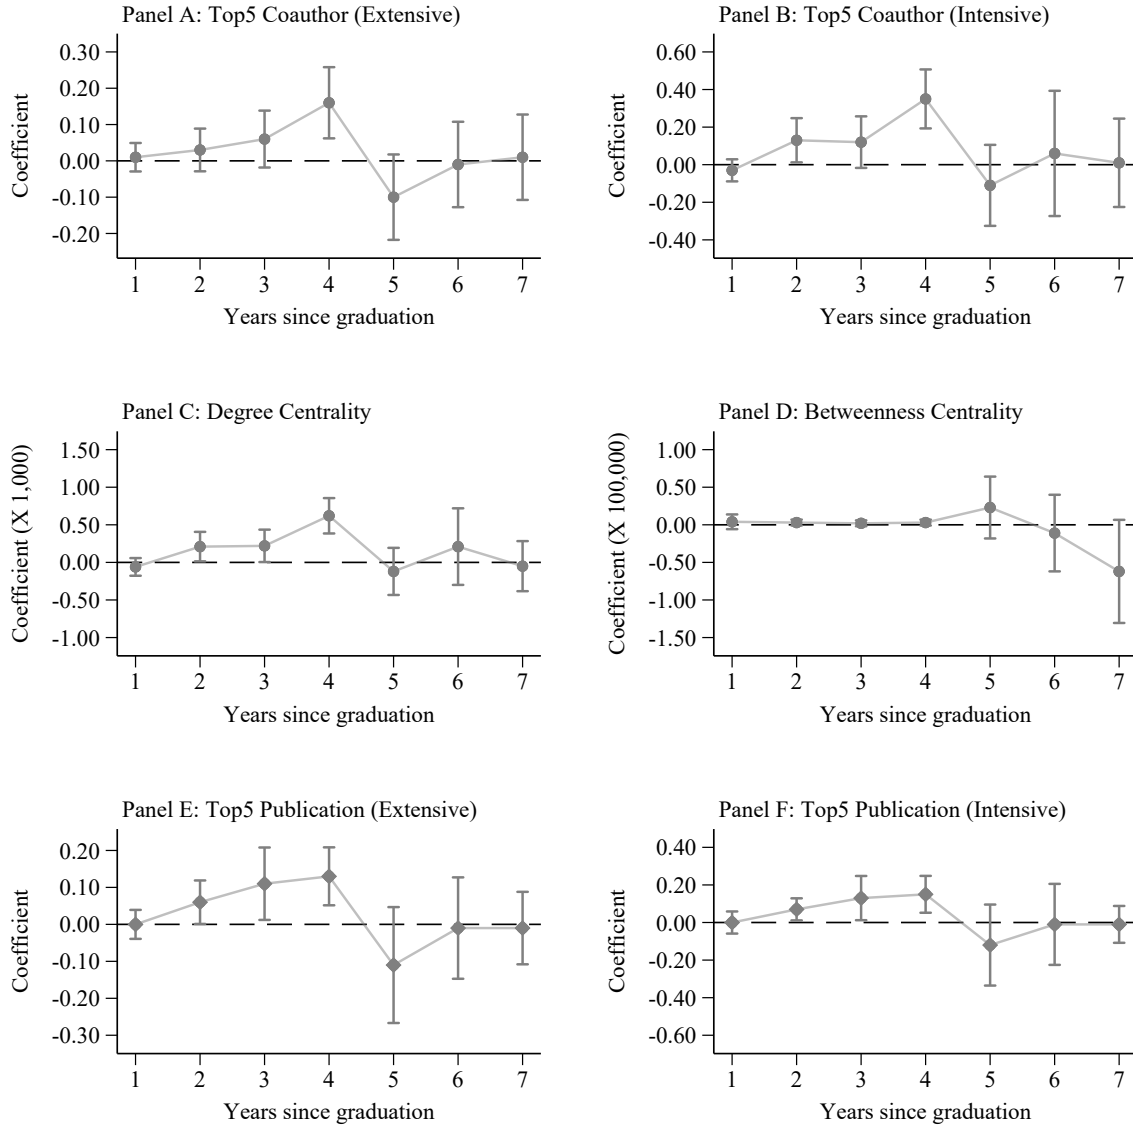 Panel A: Top5 Coauthor (Extensive)
Coefficient
0.30
0.20
0.10
0.00
-0.10
-0.20
1 2 3 4 5 6 7
Years since graduation
Panel B: Top5 Coauthor (Intensive)
Coefficient
0.60
0.40
0.20
0.00
-0.20
-0.40
1 2 3 4 5 6 7
Years since graduation
Panel C: Degree Centrality
Coefficient (X 1,000)
1.50
1.00
0.50
0.00
-0.50
-1.00
1 2 3 4 5 6 7
Years since graduation
Panel D: Betweenness Centrality
Coefficient (X 100,000)
1.00
0.50
0.00
-0.50
-1.00
-1.50
1 2 3 4 5 6 7
Years since graduation
Panel E: Top5 Publication (Extensive)
Coefficient
0.20
0.10
0.00
-0.10
-0.20
-0.30
1 2 3 4 5 6 7
Years since graduation
Panel F: Top5 Publication (Intensive)
Coefficient
0.40
0.20
0.00
-0.20
-0.40
-0.60
1 2 3 4 5 6 7
Years since graduation